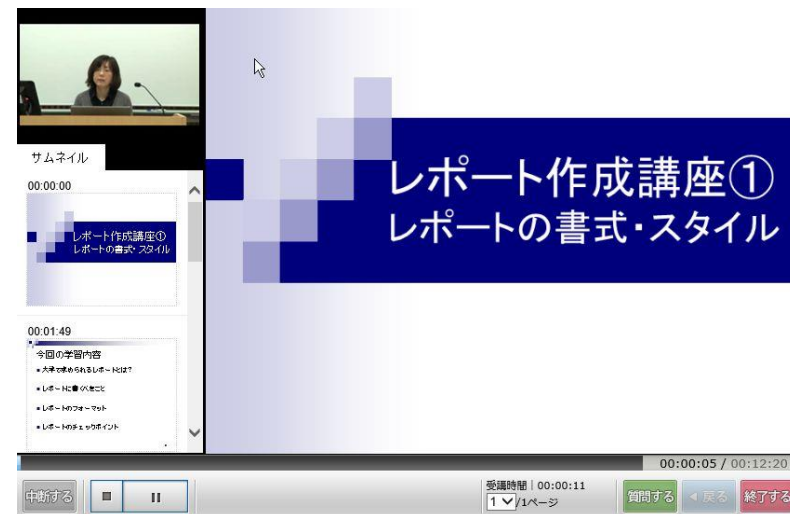 サムネイル
00:00:00
レポート作成講座①
レポートの書式・スタイル
00:01:49
今回の学習内容
▪大学で求められるレポートとは?
▪レポートに書くべきこと
▪レポートのフォーマット
▪レポートのチェックポイント
レポート作成講座①
レポートの書式・スタイル
00:00:05 / 00:12:20
中断する
受講時間 | 00:00:11
1 /1ページ
質問する
戻る
終了する